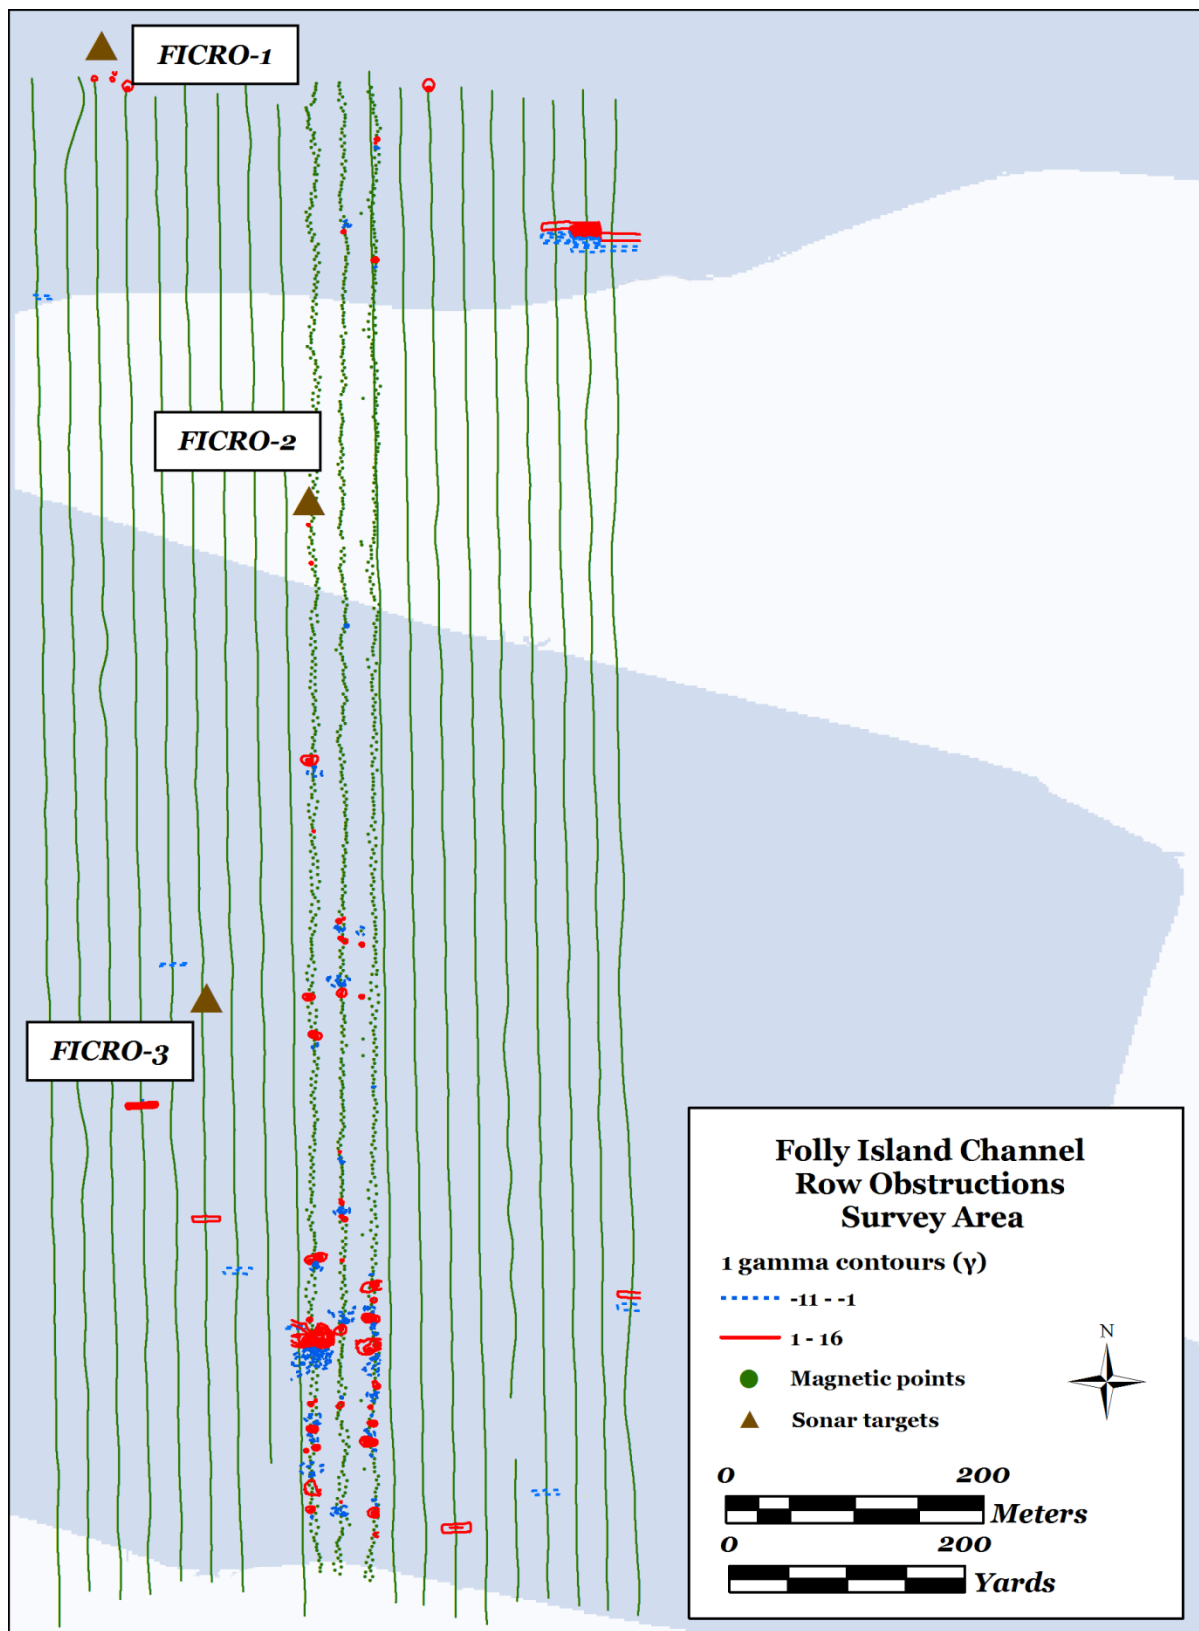 FICRO-1
FICRO-2
FICRO-3
Folly Island Channel
Row Obstructions
Survey Area
1 gamma contours (γ)
-11 - -1
1 - 16
Magnetic points
Sonar targets
N
0 200
Meters
0 200
Yards